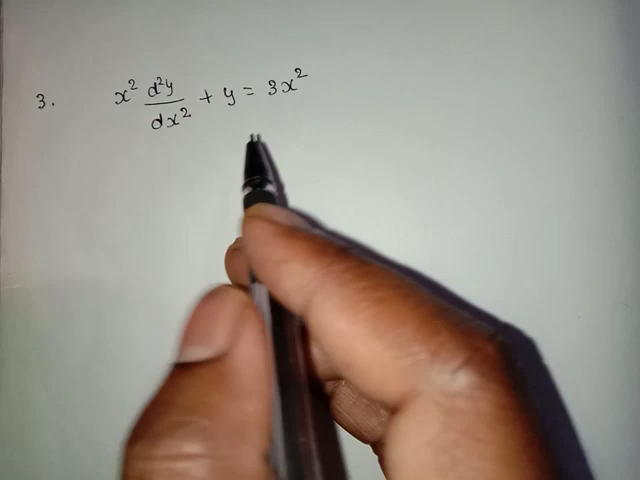 3. x² d²y/dx² + y = 3x²